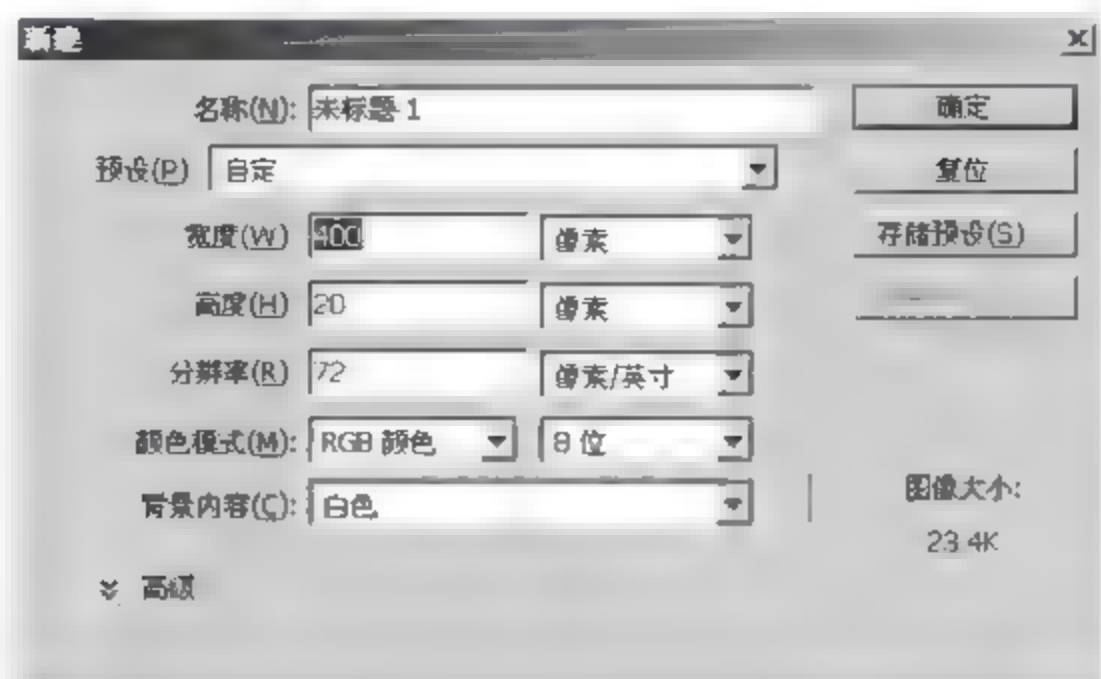 新建
名称(N): 未标题 1
确定
预设(P) 自定
复位
宽度(W) 400 像素
存储预设(S)
高度(H) 20 像素
分辨率(R) 72 像素/英寸
颜色模式(M): RGB 颜色 8 位
背景内容(C): 白色
图像大小:
23.4K
高级